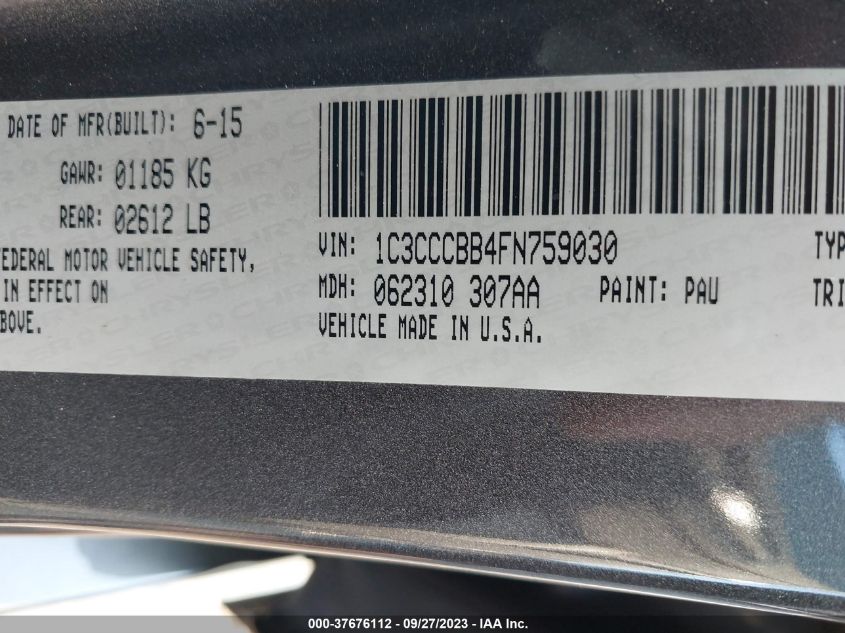 DATE OF MFR(BUILT): 6-15
GAWR: 01185 KG
REAR: 02612 LB
FEDERAL MOTOR VEHICLE SAFETY,
IN EFFECT ON
BOVE.
VIN: 1C3CCCBB4FN759030
TYP
MDH: 062310 307AA PAINT: PAU
TRI
VEHICLE MADE IN U.S.A.
CHRYSLER
000-37676112 — 09/27/2023 — IAA Inc.